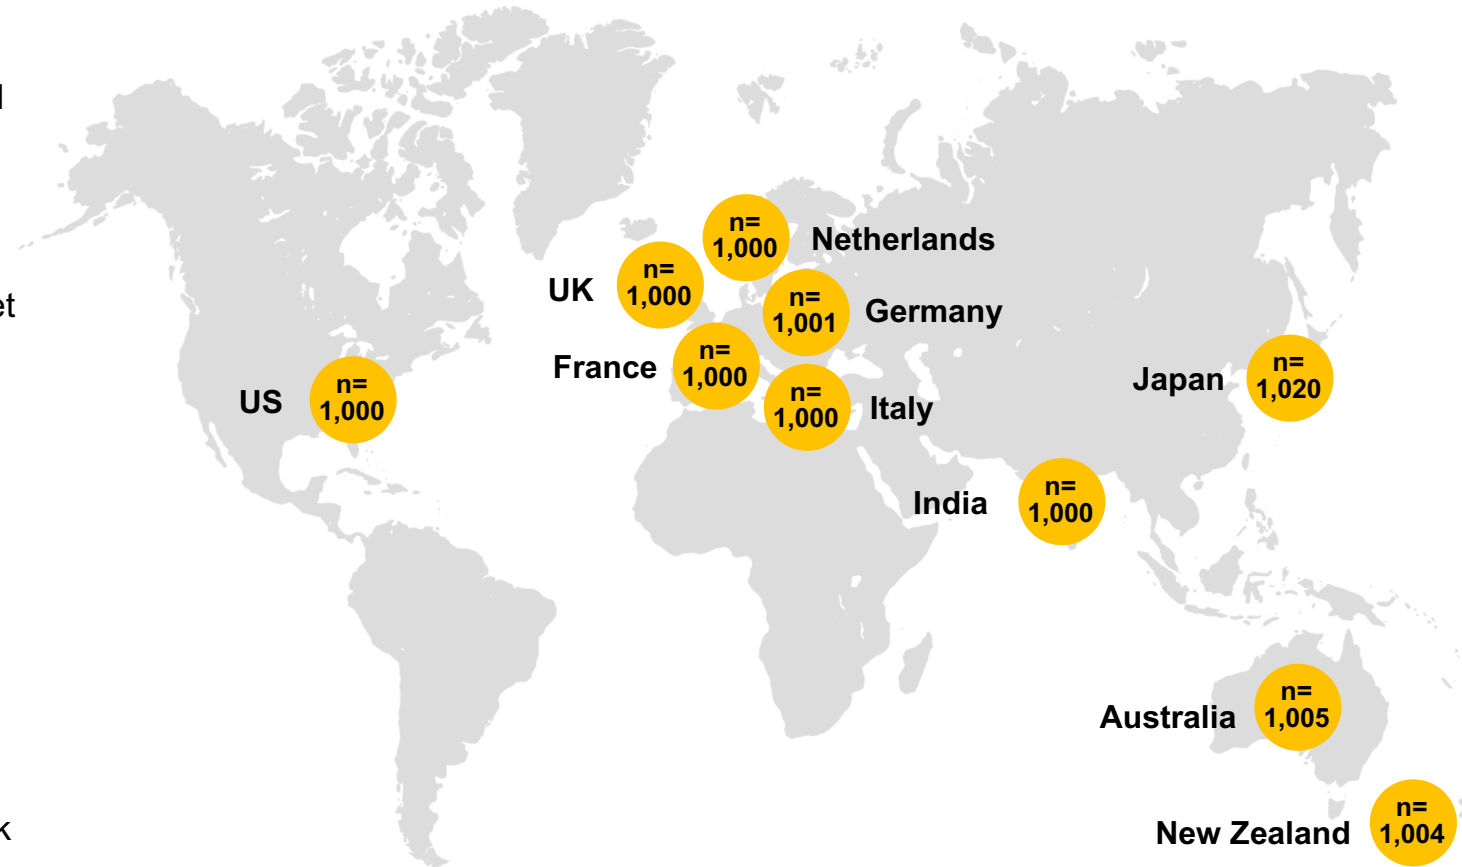 n=
1,000
Netherlands
UK
n=
1,000
n=
1,001
Germany
France
n=
1,000
US
n=
1,000
n=
1,000
Italy
Japan
n=
1,020
India
n=
1,000
Australia
n=
1,005
New Zealand
n=
1,004